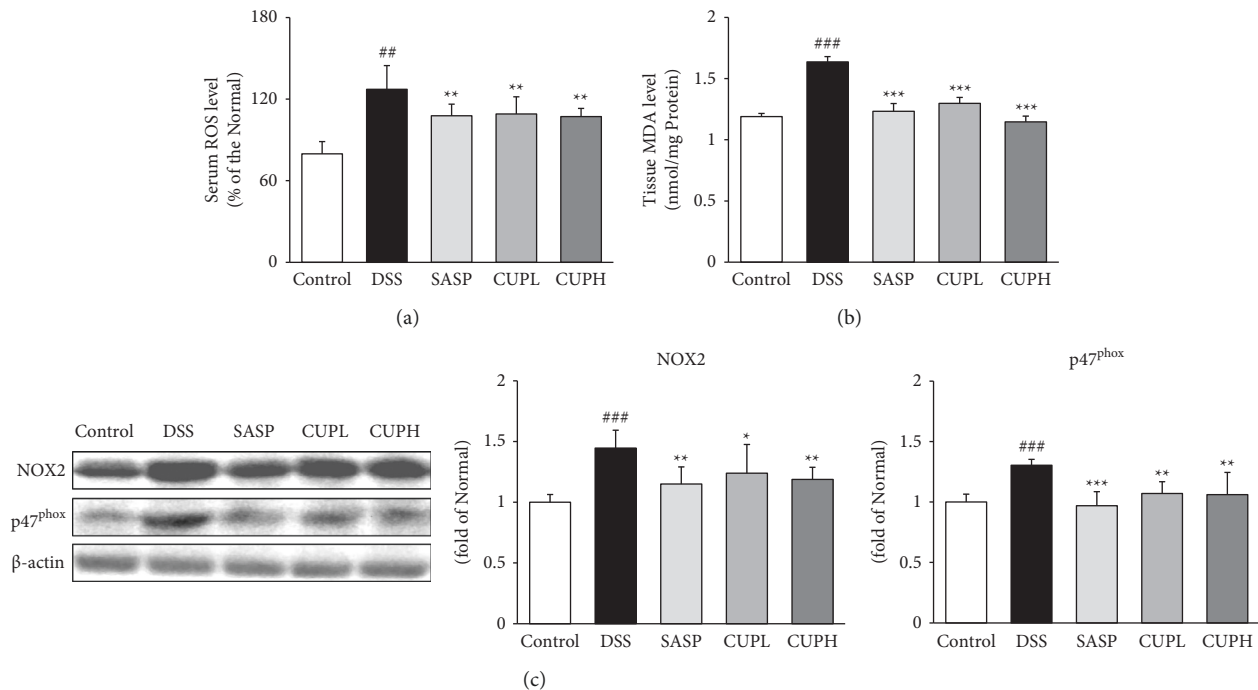 Serum ROS level
(% of the Normal)
180
120
60
0
##
**
**
**
Control DSS SASP CUPL CUPH
(a)
Tissue MDA level
(nmol/mg Protein)
2
1.5
1
0.5
0
###
***
***
***
Control DSS SASP CUPL CUPH
(b)
Control DSS SASP CUPL CUPH
NOX2
p47phox
β-actin
NOX2
(fold of Normal)
2
1.5
1
0.5
0
###
**
*
**
Control DSS SASP CUPL CUPH
p47phox
(fold of Normal)
2
1.5
1
0.5
0
###
***
**
**
Control DSS SASP CUPL CUPH
(c)